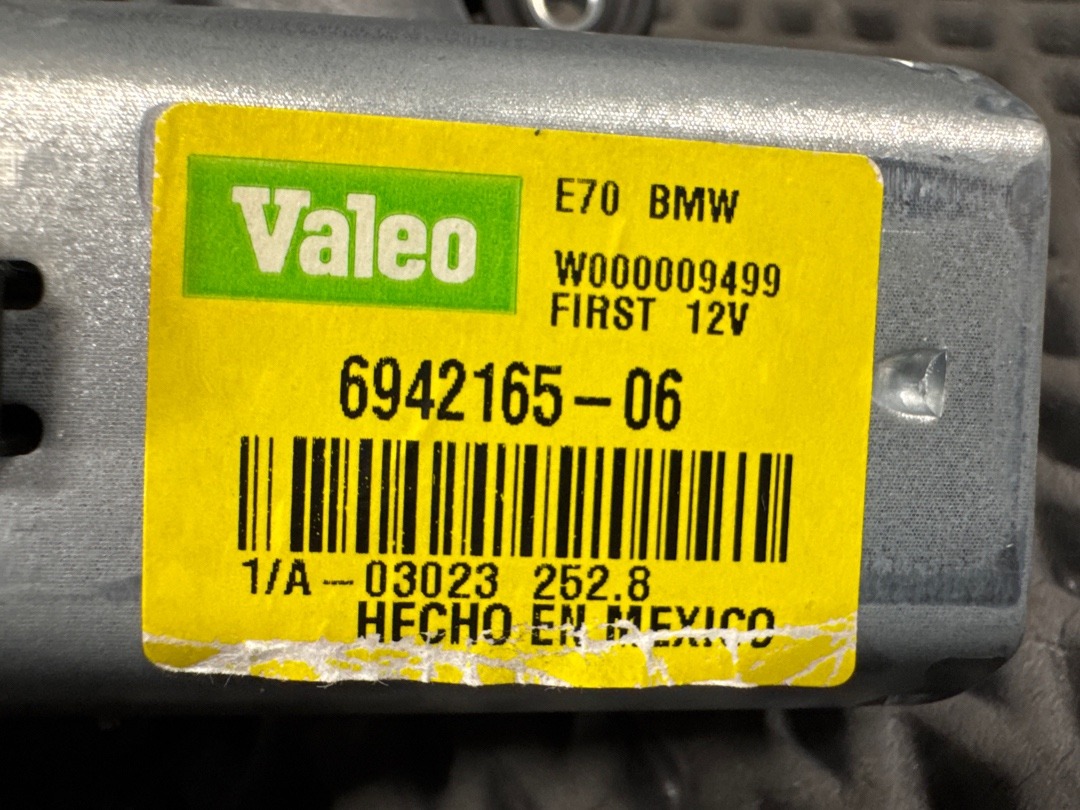 Valeo
E70 BMW
W000009499
FIRST 12V
6942165-06
1/A - 03023 252.8
HECHO EN MEXICO